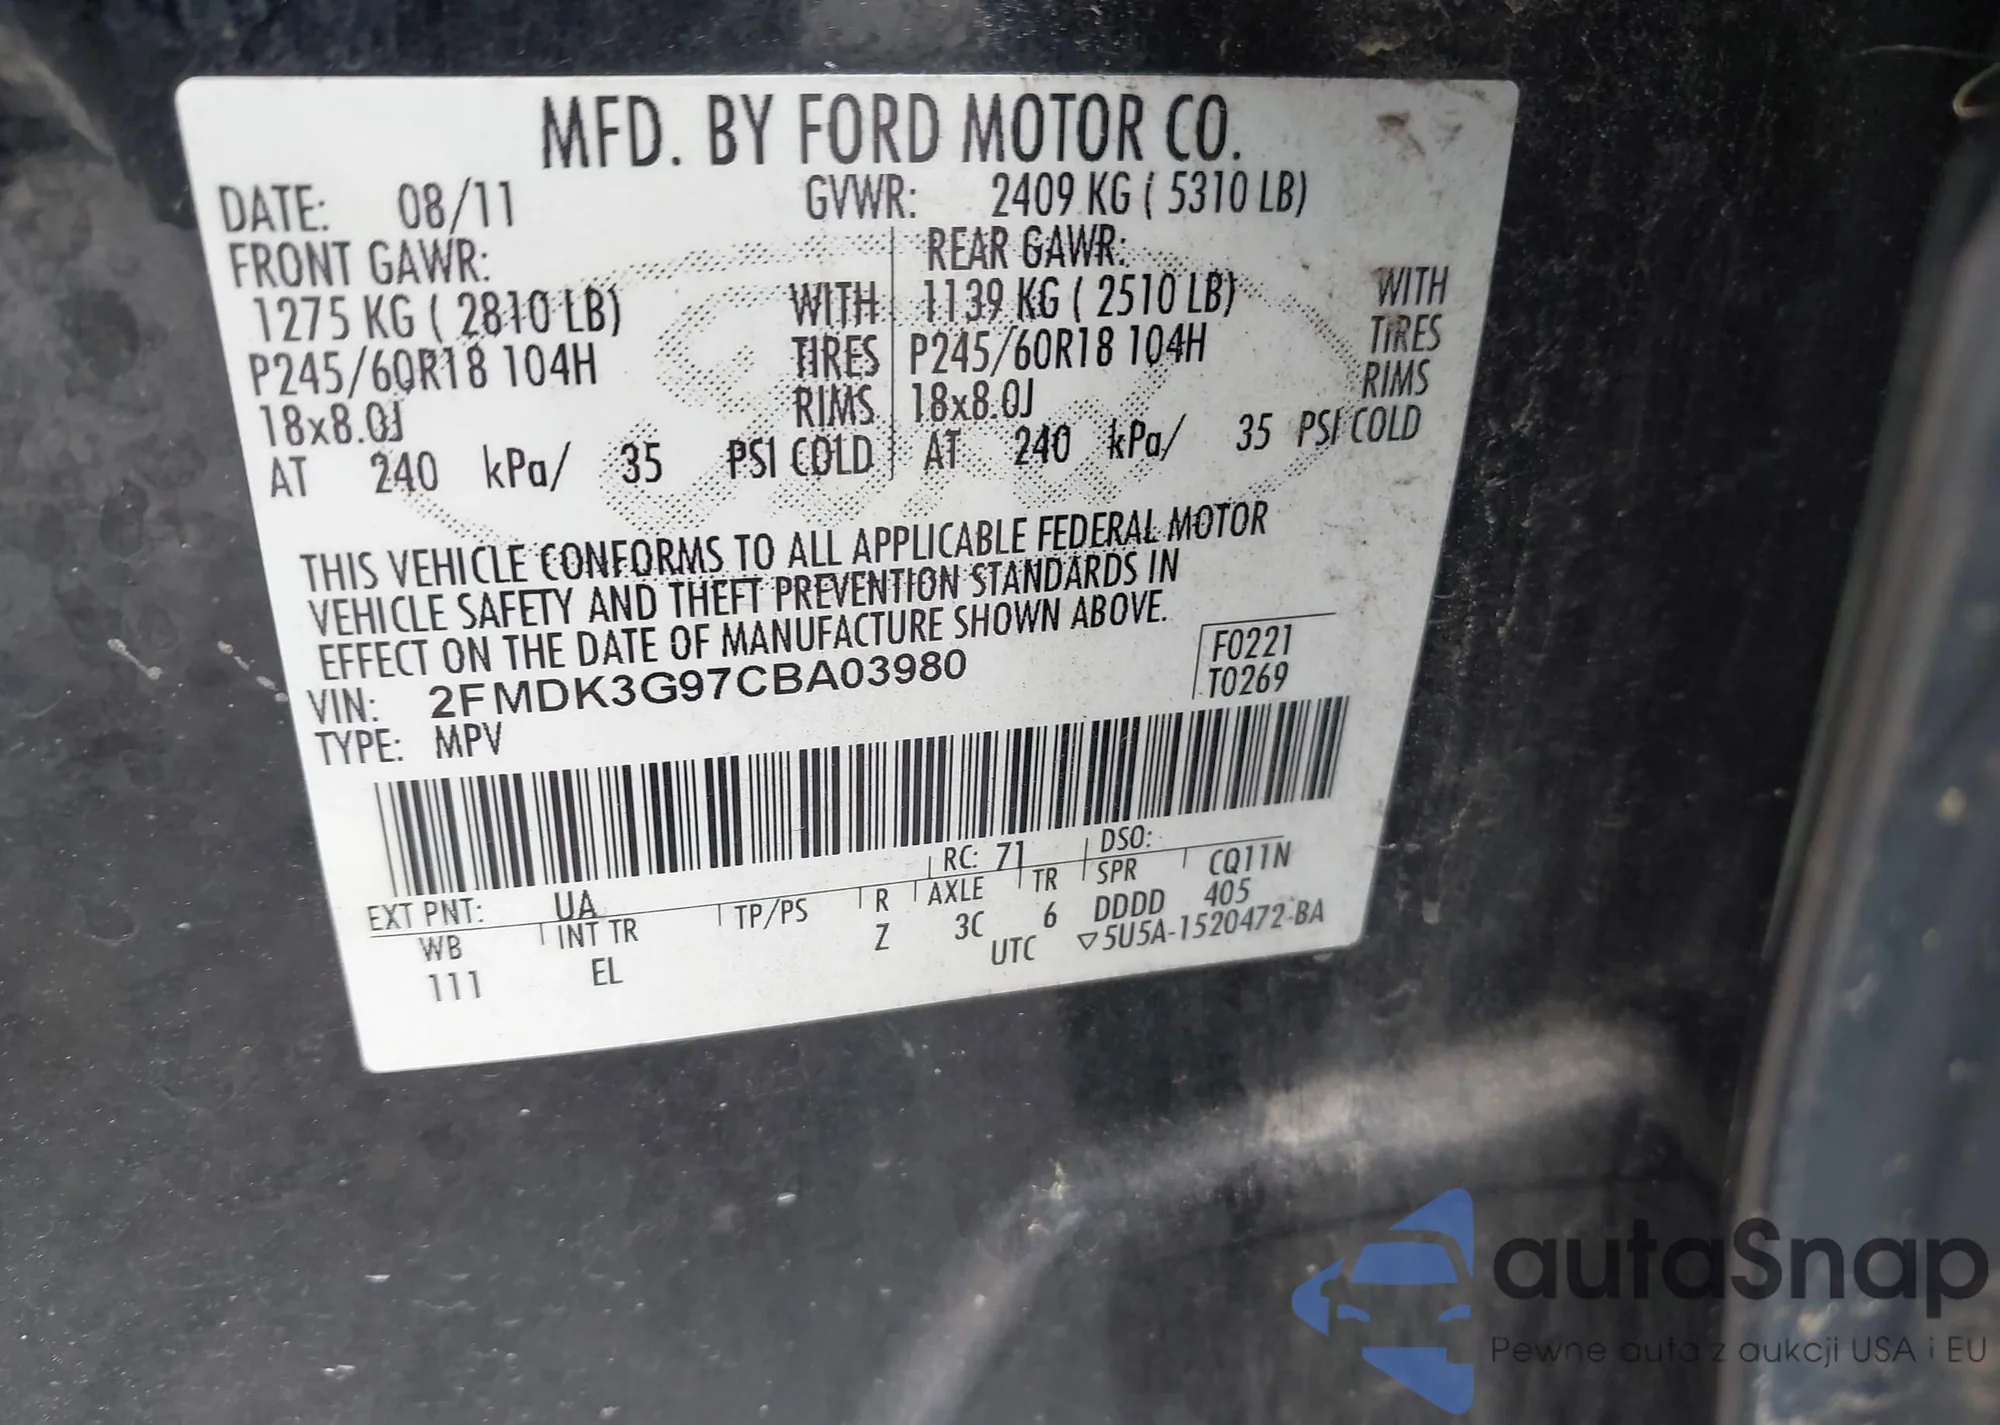 MFD. BY FORD MOTOR CO.
DATE: 08/11 GVWR: 2409 KG ( 5310 LB)
FRONT GAWR: REAR GAWR:
1275 KG ( 2810 LB) WITH 1139 KG ( 2510 LB) WITH
P245/60R18 104H TIRES P245/60R18 104H TIRES
18x8.0J RIMS 18x8.0J RIMS
AT 240 kPa/ 35 PSI COLD AT 240 kPa/ 35 PSI COLD
THIS VEHICLE CONFORMS TO ALL APPLICABLE FEDERAL MOTOR
VEHICLE SAFETY AND THEFT PREVENTION STANDARDS IN
EFFECT ON THE DATE OF MANUFACTURE SHOWN ABOVE.
VIN: 2FMDK3G97CBA03980 F0221
TYPE: MPV T0269
EXT PNT: UA RC: 71 DSO:
WB INT TR TP/PS R AXLE TR SPR CQ11N
111 EL Z 3C 6 DDDD 405
UTC ▽5U5A-1520472-BA
autaSnap
Pewne auta z aukcji USA i EU